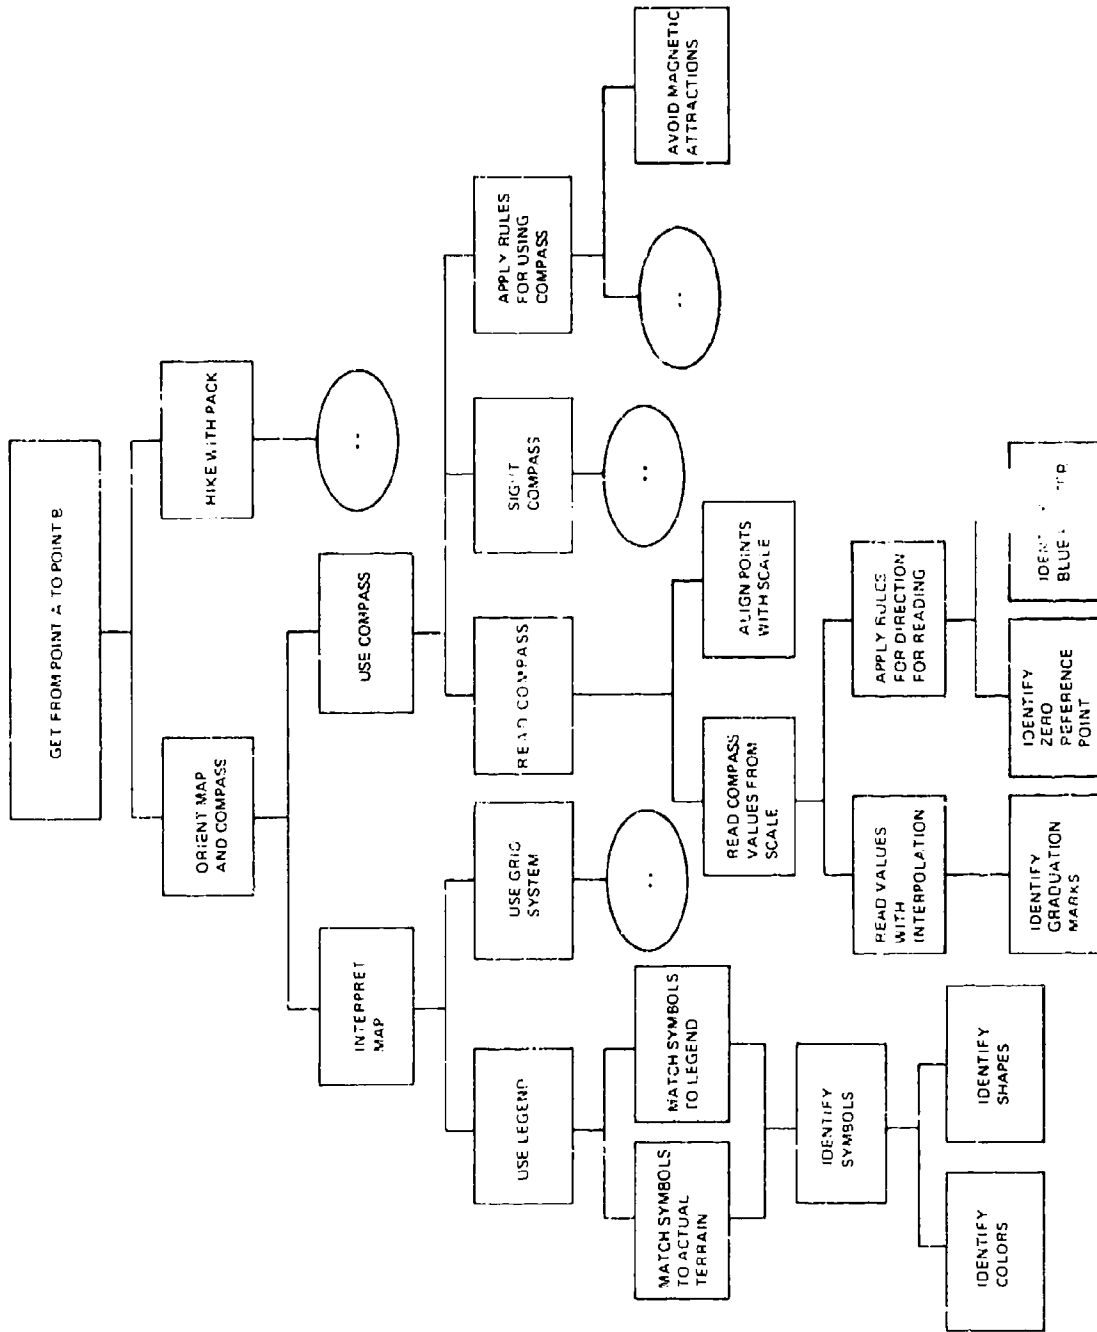 GET FROM POINT A TO POINT B
ORIENT MAP
AND COMPASS
HIKE WITH PACK
INTERPRET
MAP
USE COMPASS
USE LEGEND
USE GRID
SYSTEM
READ COMPASS
SIGHT
COMPASS
APPLY RULES
FOR USING
COMPASS
MATCH SYMBOLS
TO ACTUAL
TERRAIN
MATCH SYMBOLS
TO LEGEND
READ COMPASS
VALUES FROM
SCALE
ALIGN POINTS
WITH SCALE
AVOID MAGNETIC
ATTRACTIONS
IDENTIFY
SYMBOLS
READ VALUES
WITH
INTERPOLATION
APPLY RULES
FOR DIRECTION
FOR READING
IDENTIFY
COLORS
IDENTIFY
SHAPES
IDENTIFY
GRADUATION
MARKS
IDENTIFY
ZERO
REFERENCE
POINT
BLUE